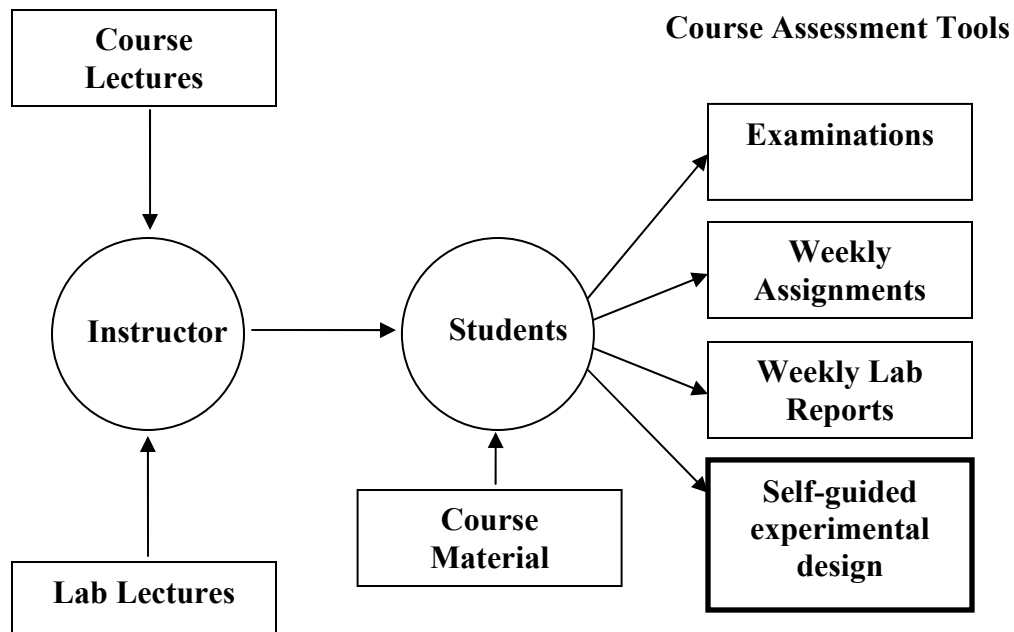 Course
Lectures
Course Assessment Tools
Examinations
Weekly
Assignments
Instructor
Students
Weekly Lab
Reports
Self-guided
experimental
design
Course
Material
Lab Lectures